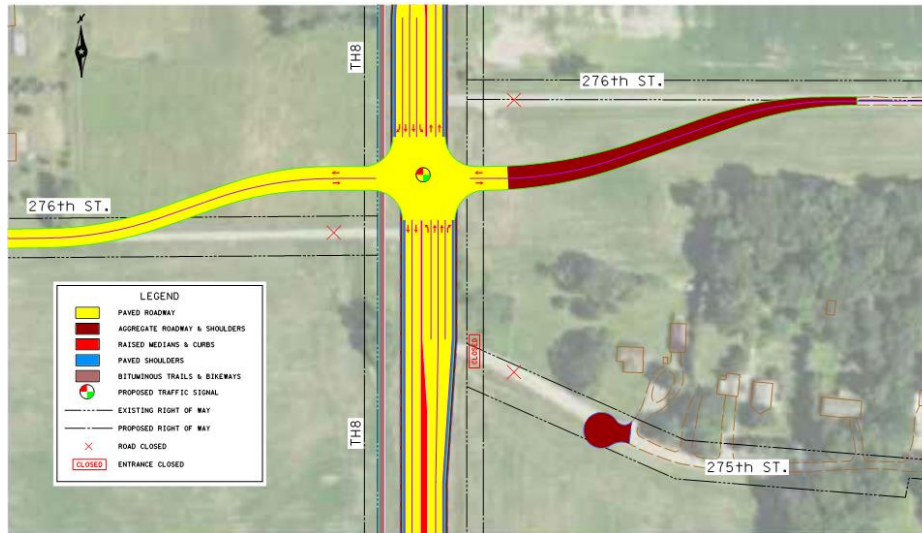 TH8
276th ST.
276th ST.
CLOSED
LEGEND
PAVED ROADWAY
AGGREGATE ROADWAY & SHOULDERS
RAISED MEDIANS & CURBS
PAVED SHOULDERS
BITUMINOUS TRAILS & BIKEWAYS
PROPOSED TRAFFIC SIGNAL
EXISTING RIGHT OF WAY
PROPOSED RIGHT OF WAY
ROAD CLOSED
CLOSED ENTRANCE CLOSED
TH8
275th ST.